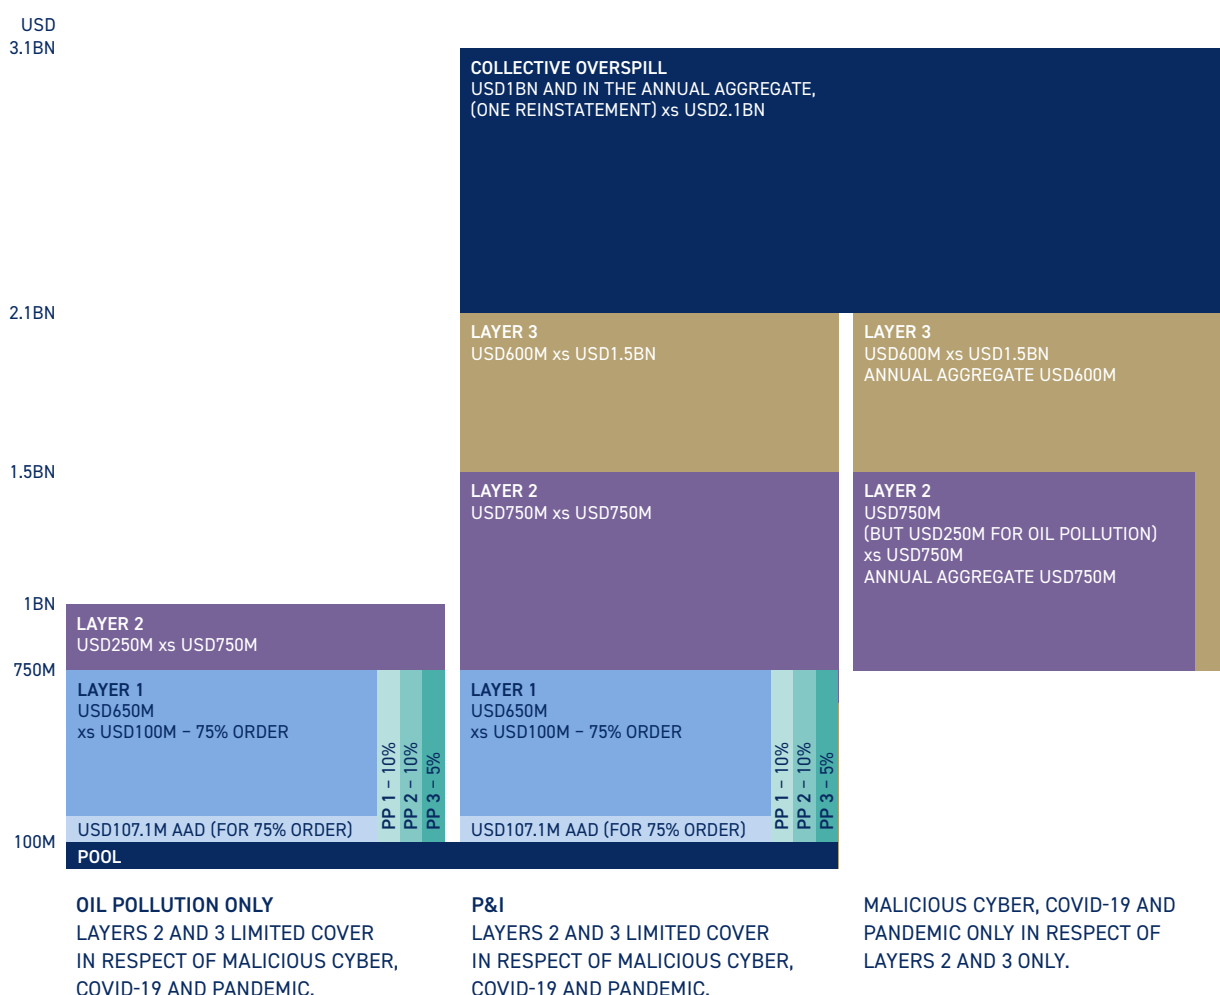 USD
3.1BN
COLLECTIVE OVERSPILL
USD1BN AND IN THE ANNUAL AGGREGATE,
(ONE REINSTATEMENT) xs USD2.1BN
2.1BN
LAYER 3
USD600M xs USD1.5BN
LAYER 3
USD600M xs USD1.5BN
ANNUAL AGGREGATE USD600M
1.5BN
LAYER 2
USD750M xs USD750M
LAYER 2
USD750M
(BUT USD250M FOR OIL POLLUTION)
xs USD750M
ANNUAL AGGREGATE USD750M
1BN
LAYER 2
USD250M xs USD750M
750M
LAYER 1
USD650M
xs USD100M – 75% ORDER
PP 1 – 10%
PP 2 – 10%
PP 3 – 5%
USD107.1M AAD (FOR 75% ORDER)
LAYER 1
USD650M
xs USD100M – 75% ORDER
PP 1 – 10%
PP 2 – 10%
PP 3 – 5%
USD107.1M AAD (FOR 75% ORDER)
100M
POOL
OIL POLLUTION ONLY
LAYERS 2 AND 3 LIMITED COVER
IN RESPECT OF MALICIOUS CYBER,
COVID-19 AND PANDEMIC.
P&I
LAYERS 2 AND 3 LIMITED COVER
IN RESPECT OF MALICIOUS CYBER,
COVID-19 AND PANDEMIC.
MALICIOUS CYBER, COVID-19 AND
PANDEMIC ONLY IN RESPECT OF
LAYERS 2 AND 3 ONLY.